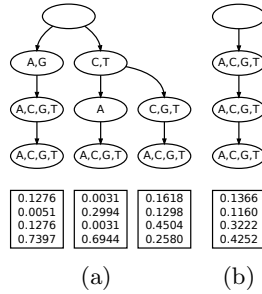 A,G C,T A,C,G,T
A,C,G,T A C,G,T A,C,G,T
A,C,G,T A,C,G,T A,C,G,T A,C,G,T
0.1276 0.0031 0.1618 0.1366
0.0051 0.2994 0.1298 0.1160
0.1276 0.0031 0.4504 0.3222
0.7397 0.6944 0.2580 0.4252
(a) (b)